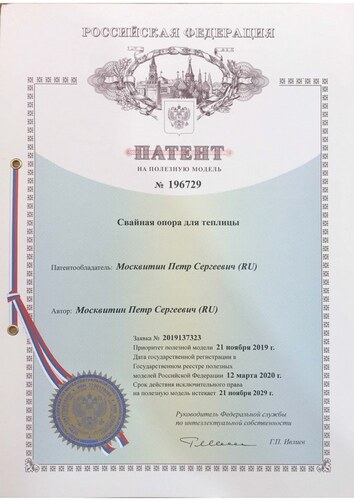 РОССИЙСКАЯ ФЕДЕРАЦИЯ
ПАТЕНТ
НА ПОЛЕЗНУЮ МОДЕЛЬ
№ 196729
Свайная опора для теплицы
Патентообладатель: Москвитин Петр Сергеевич (RU)
Автор: Москвитин Петр Сергеевич (RU)
Заявка № 2019137323
Приоритет полезной модели 21 ноября 2019 г.
Дата государственной регистрации в
Государственном реестре полезных
моделей Российской Федерации 12 марта 2020 г.
Срок действия исключительного права
на полезную модель истекает 21 ноября 2029 г.
Руководитель Федеральной службы
по интеллектуальной собственности
Г.П. Ивлиев